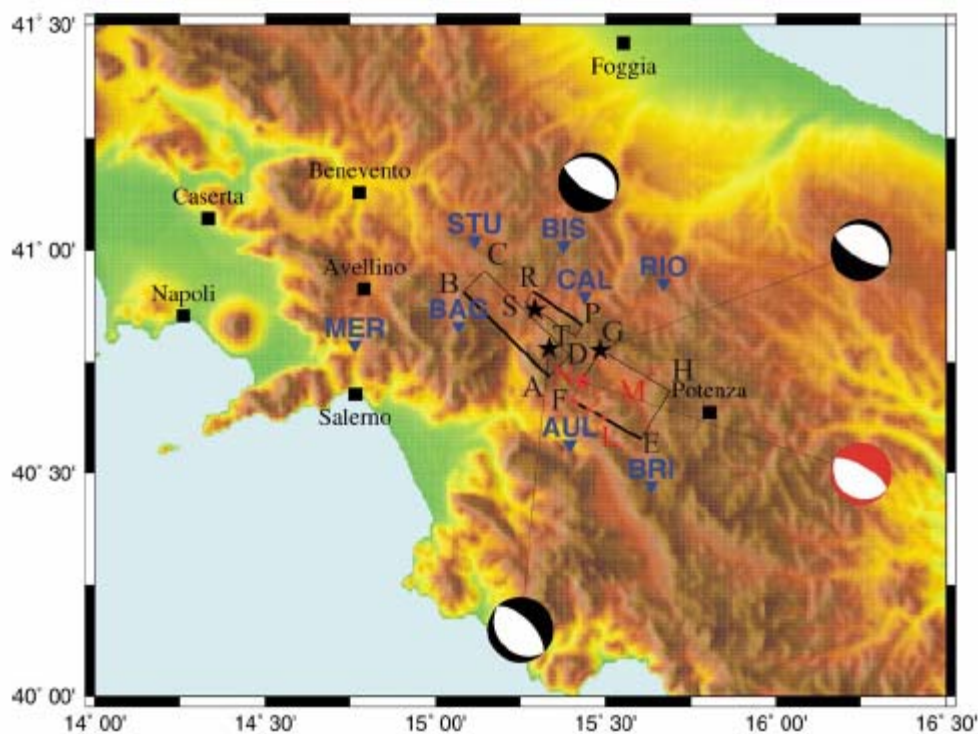 41˚ 30'
Foggia
Benevento
Caserta
STU
BIS
41˚ 00'
C
Avellino
RIO
R
CAL
B
Napoli
S
BAG
P
MER
T
G
D
N
H
A
M
Potenza
F
Salerno
AUL
L
E
40˚ 30'
BRI
40˚ 00'
14˚ 00'
14˚ 30'
15˚ 00'
15˚ 30'
16˚ 00'
16˚ 30'